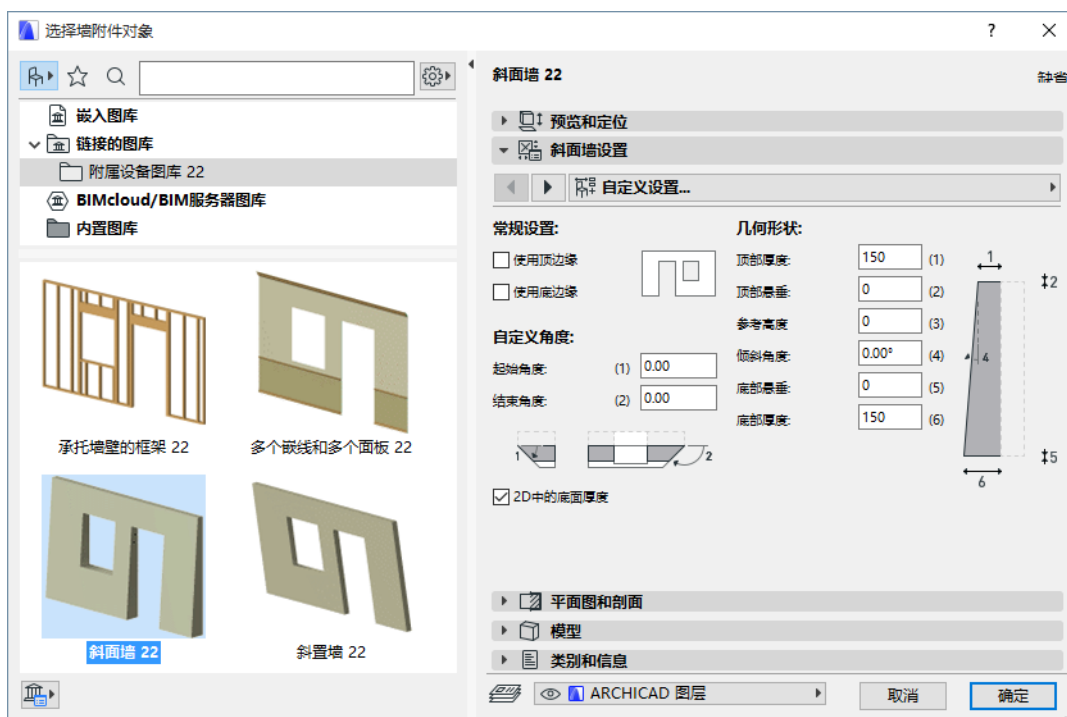 选择墙附件对象
?
嵌入图库
链接的图库
附属设备图库 22
BIMcloud/BIM服务器图库
内置图库
承托墙壁的框架 22
多个嵌线和多个面板 22
斜面墙 22
斜置墙 22
斜面墙 22
缺省
预览和定位
斜面墙设置
自定义设置...
常规设置:
使用顶边缘
使用底边缘
自定义角度:
起始角度: (1) 0.00
结束角度: (2) 0.00
1 2
2D中的底面厚度
几何形状:
顶部厚度: 150 (1)
顶部悬垂: 0 (2)
参考高度 0 (3)
倾斜角度: 0.00° (4)
底部悬垂: 0 (5)
底部厚度: 150 (6)
1
2
4
5
6
平面图和剖面
模型
类别和信息
ARCHICAD 图层
取消
确定